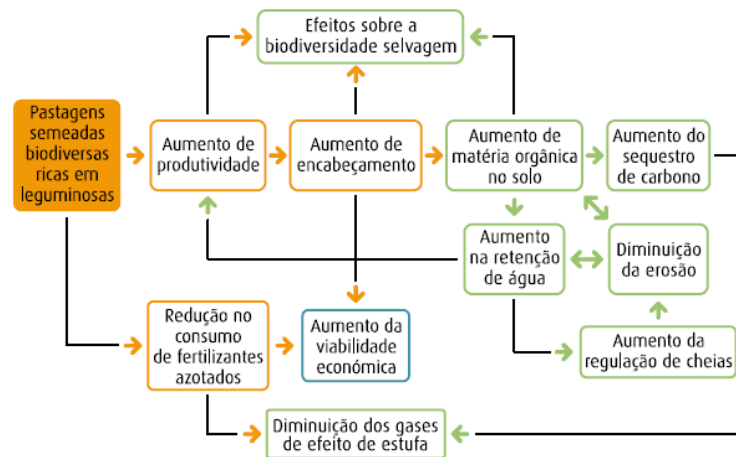 Efeitos sobre a
biodiversidade selvagem
Pastagens
semeadas
biodiversas
ricas em
leguminosas
Aumento de
produtividade
Aumento de
encabeçamento
Aumento de
matéria orgânica
no solo
Aumento do
sequestro
de carbono
Aumento
na retenção
de água
Diminuição
da erosão
Redução no
consumo
de fertilizantes
azotados
Aumento da
viabilidade
económica
Aumento da
regulação de cheias
Diminuição dos gases
de efeito de estufa